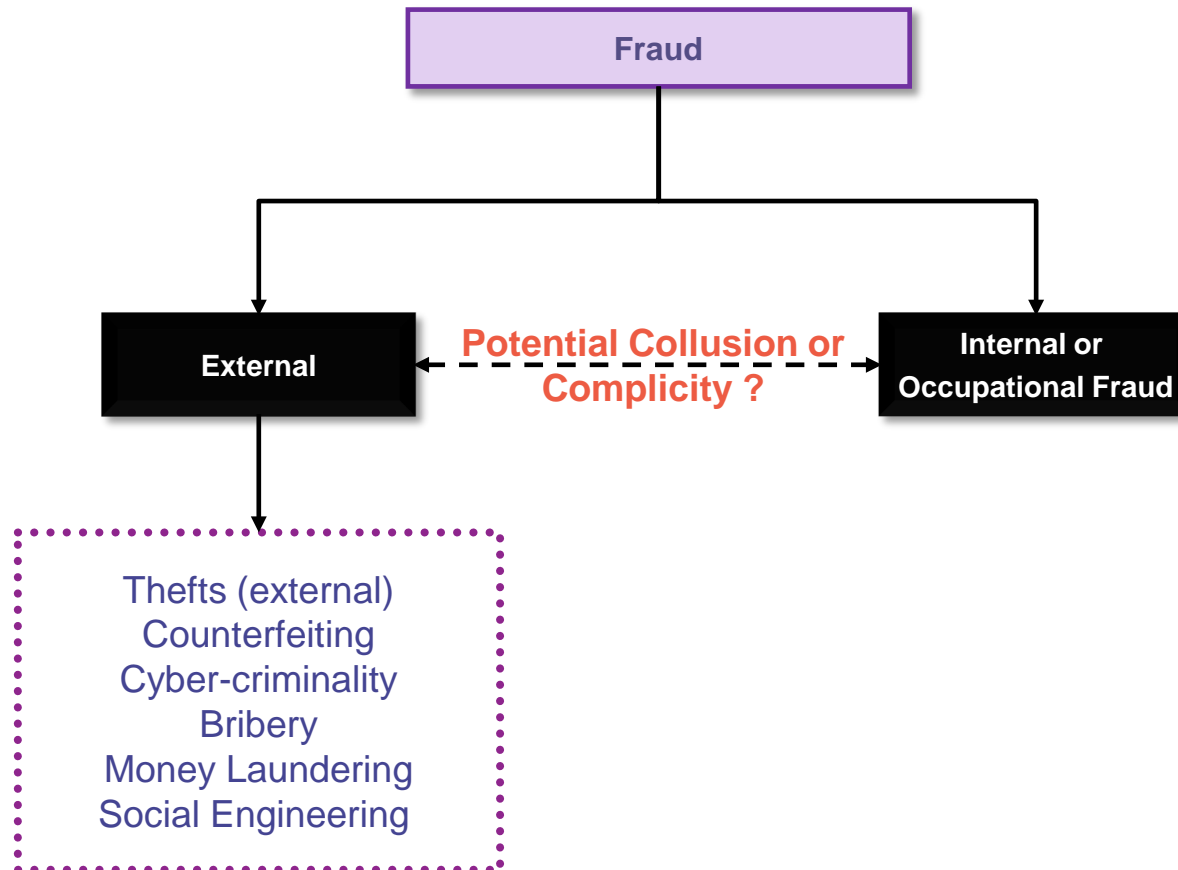 Fraud
External
Potential Collusion or
Complicity ?
Internal or
Occupational Fraud
Thefts (external)
Counterfeiting
Cyber-criminality
Bribery
Money Laundering
Social Engineering